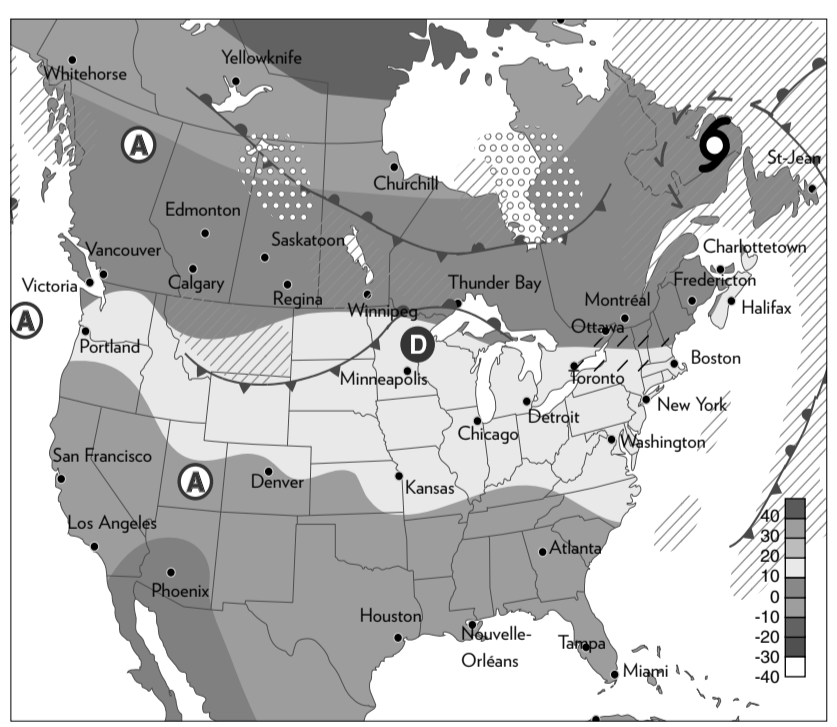 Yellowknife
Whitehorse
A
St-Jean
Churchill
Edmonton
Saskatoon
Vancouver
Charlottetown
Victoria
Calgary
Regina
Thunder Bay
Fredericton
Winnipeg
Montréal
Halifax
A
Ottawa
Portland
D
Boston
Minneapolis
Toronto
New York
Detroit
Chicago
Washington
San Francisco
A
Denver
Kansas
Los Angeles
Atlanta
Phoenix
Houston
Nouvelle-
Orléans
Tampa
Miami
40
30
20
10
0
-10
-20
-30
-40